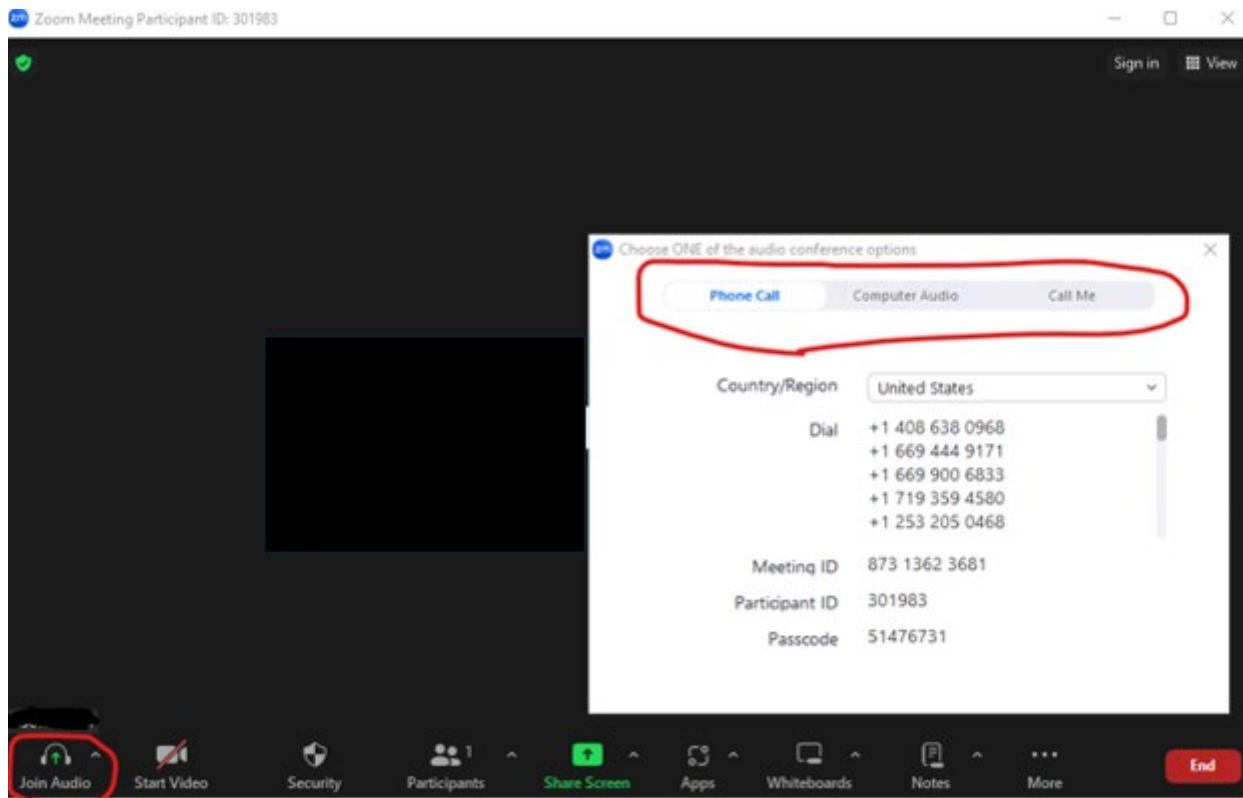 zm Zoom Meeting Participant ID: 301983
Sign in View
zm Choose ONE of the audio conference options
Phone Call Computer Audio Call Me
Country/Region United States
Dial +1 408 638 0968
+1 669 444 9171
+1 669 900 6833
+1 719 359 4580
+1 253 205 0468
Meeting ID 873 1362 3681
Participant ID 301983
Passcode 51476731
1
Join Audio Start Video Security Participants Share Screen Apps Whiteboards Notes More End